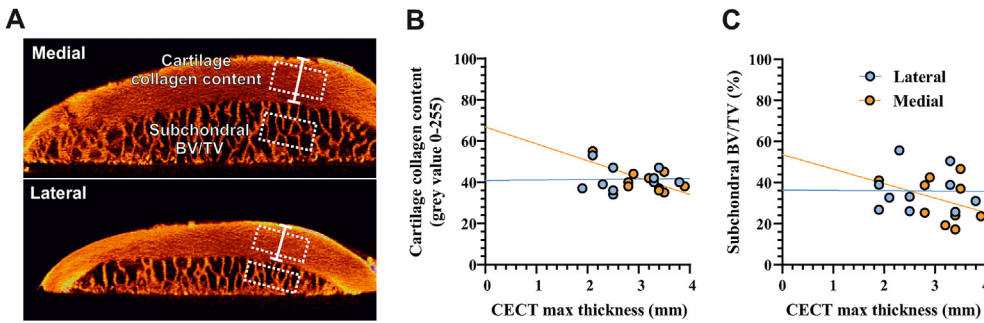 A
Medial
Cartilage
collagen content
Subchondral
BV/TV
Lateral
B
Cartilage collagen content
(grey value 0-255)
100
80
60
40
20
0
0 1 2 3 4
CECT max thickness (mm)
C
Subchondral BV/TV (%)
100
80
60
40
20
0
Lateral
Medial
0 1 2 3 4
CECT max thickness (mm)